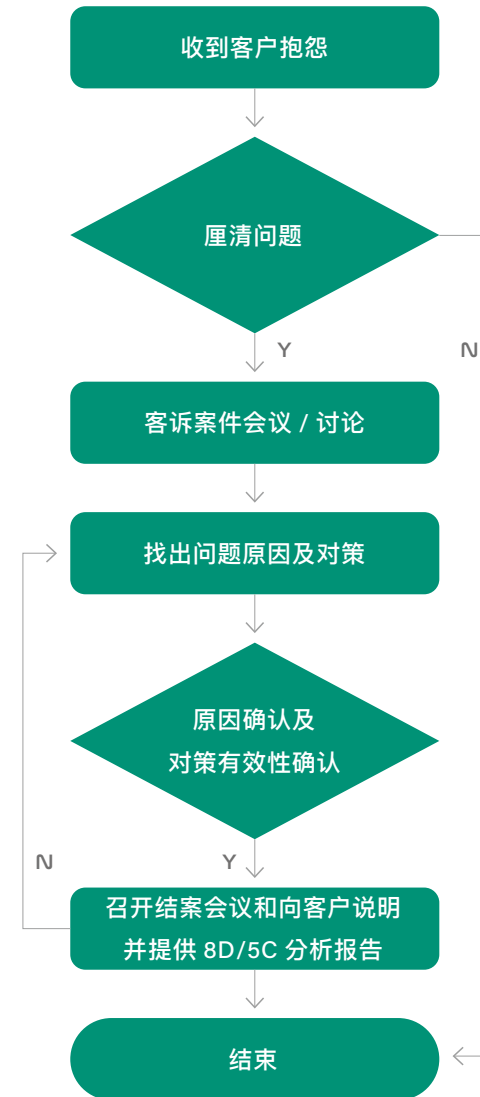 收到客户抱怨
厘清问题
Y
N
客诉案件会议 / 讨论
找出问题原因及对策
原因确认及
对策有效性确认
N
Y
召开结案会议和向客户说明
并提供 8D/5C 分析报告
结束